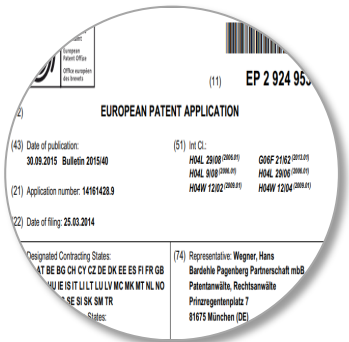 European
Patent Office
Office européen
des brevets
(11) EP 2 924 953
EUROPEAN PATENT APPLICATION
(43) Date of publication:
30.09.2015 Bulletin 2015/40
(21) Application number: 14161428.9
(22) Date of filing: 25.03.2014
(51) Int Cl.:
H04L 29/08 (2006.01) G06F 21/62 (2013.01)
H04L 9/08 (2006.01) H04L 29/06 (2006.01)
H04W 12/02 (2009.01) H04W 12/04 (2009.01)
Designated Contracting States:
AT BE BG CH CY CZ DE DK EE ES FI FR GB
HU IE IS IT LI LT LU LV MC MK MT NL NO
SE SI SK SM TR
States:
(74) Representative: Wegner, Hans
Bardehle Pagenberg Partnerschaft mbB
Patentanwälte, Rechtsanwälte
Prinzregentenplatz 7
81675 München (DE)